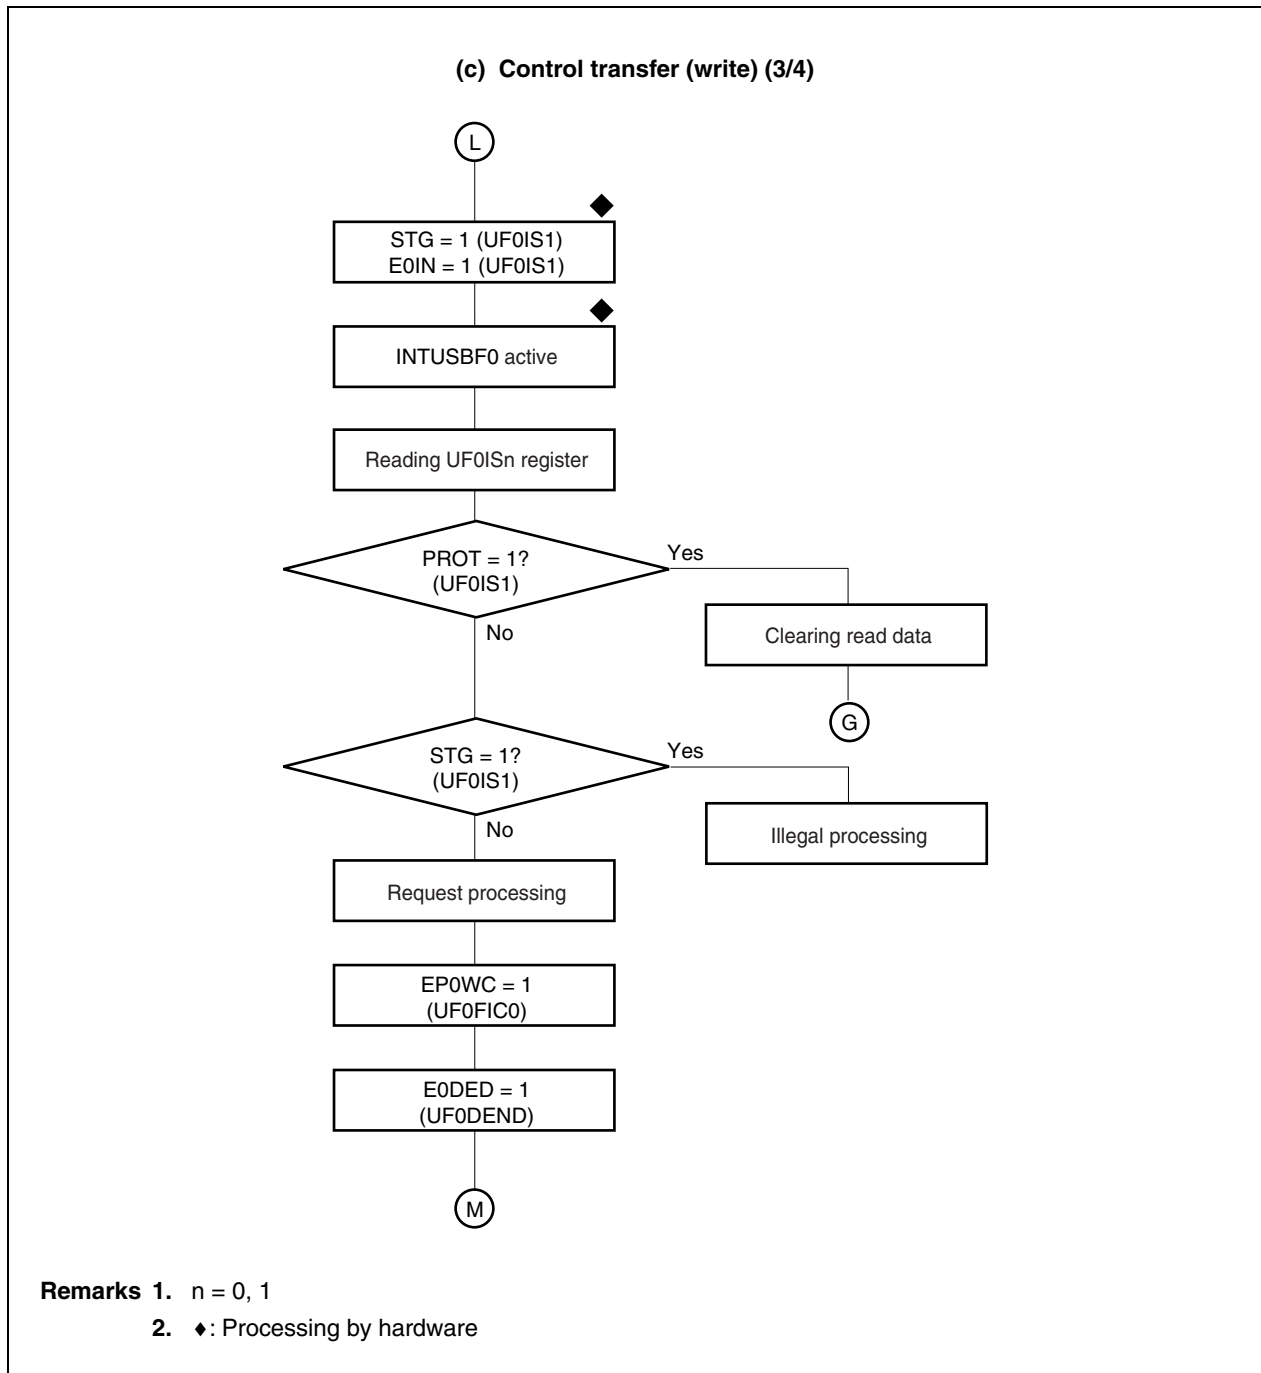 (c) Control transfer (write) (3/4)
L
STG = 1 (UF0IS1)
E0IN = 1 (UF0IS1)
INTUSBF0 active
Reading UF0ISn register
PROT = 1?
(UF0IS1)
Yes
No
Clearing read data
G
STG = 1?
(UF0IS1)
Yes
No
Illegal processing
Request processing
EP0WC = 1
(UF0FIC0)
E0DED = 1
(UF0DEND)
M
Remarks 1. n = 0, 1
2. ♦: Processing by hardware